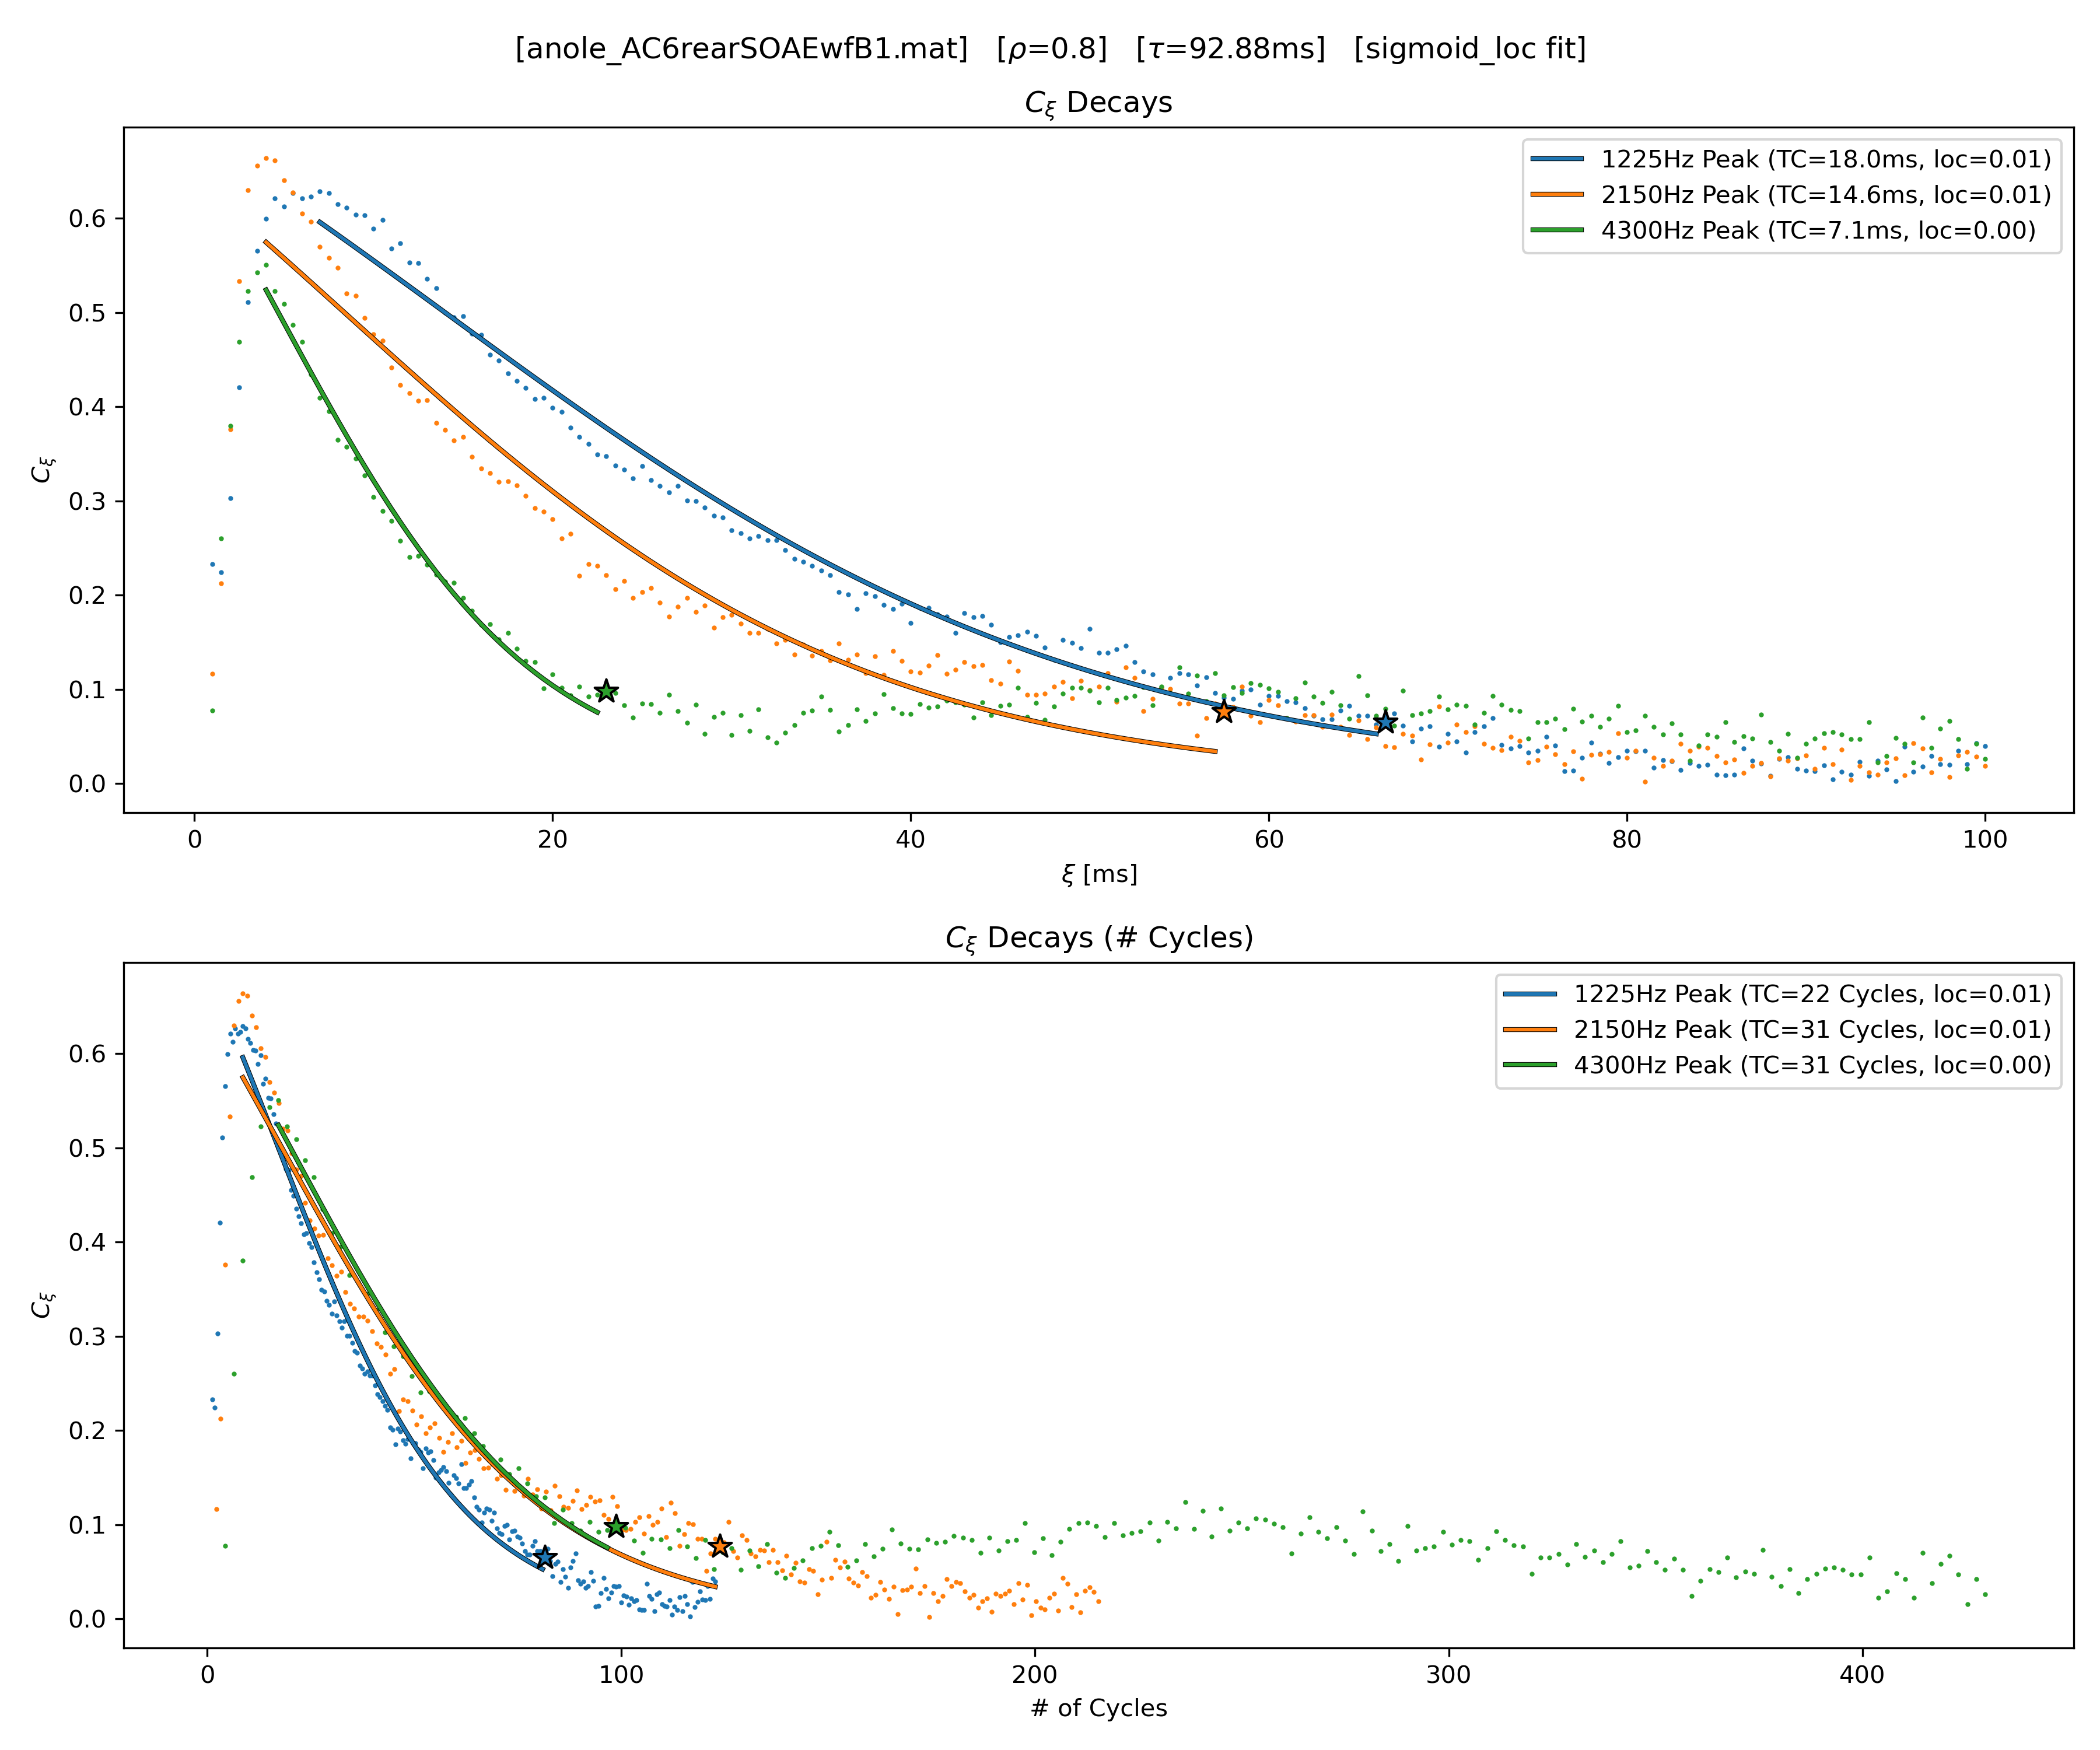 [anole_AC6rearSOAEwfB1.mat]   [ρ=0.8]   [τ=92.88ms]   [sigmoid_loc fit]
C_ξ Decays
1225Hz Peak (TC=18.0ms, loc=0.01)
2150Hz Peak (TC=14.6ms, loc=0.01)
4300Hz Peak (TC=7.1ms, loc=0.00)
C_ξ
0.6
0.5
0.4
0.3
0.2
0.1
0.0
0 20 40 60 80 100
ξ [ms]
C_ξ Decays (# Cycles)
1225Hz Peak (TC=22 Cycles, loc=0.01)
2150Hz Peak (TC=31 Cycles, loc=0.01)
4300Hz Peak (TC=31 Cycles, loc=0.00)
C_ξ
0.6
0.5
0.4
0.3
0.2
0.1
0.0
0 100 200 300 400
# of Cycles